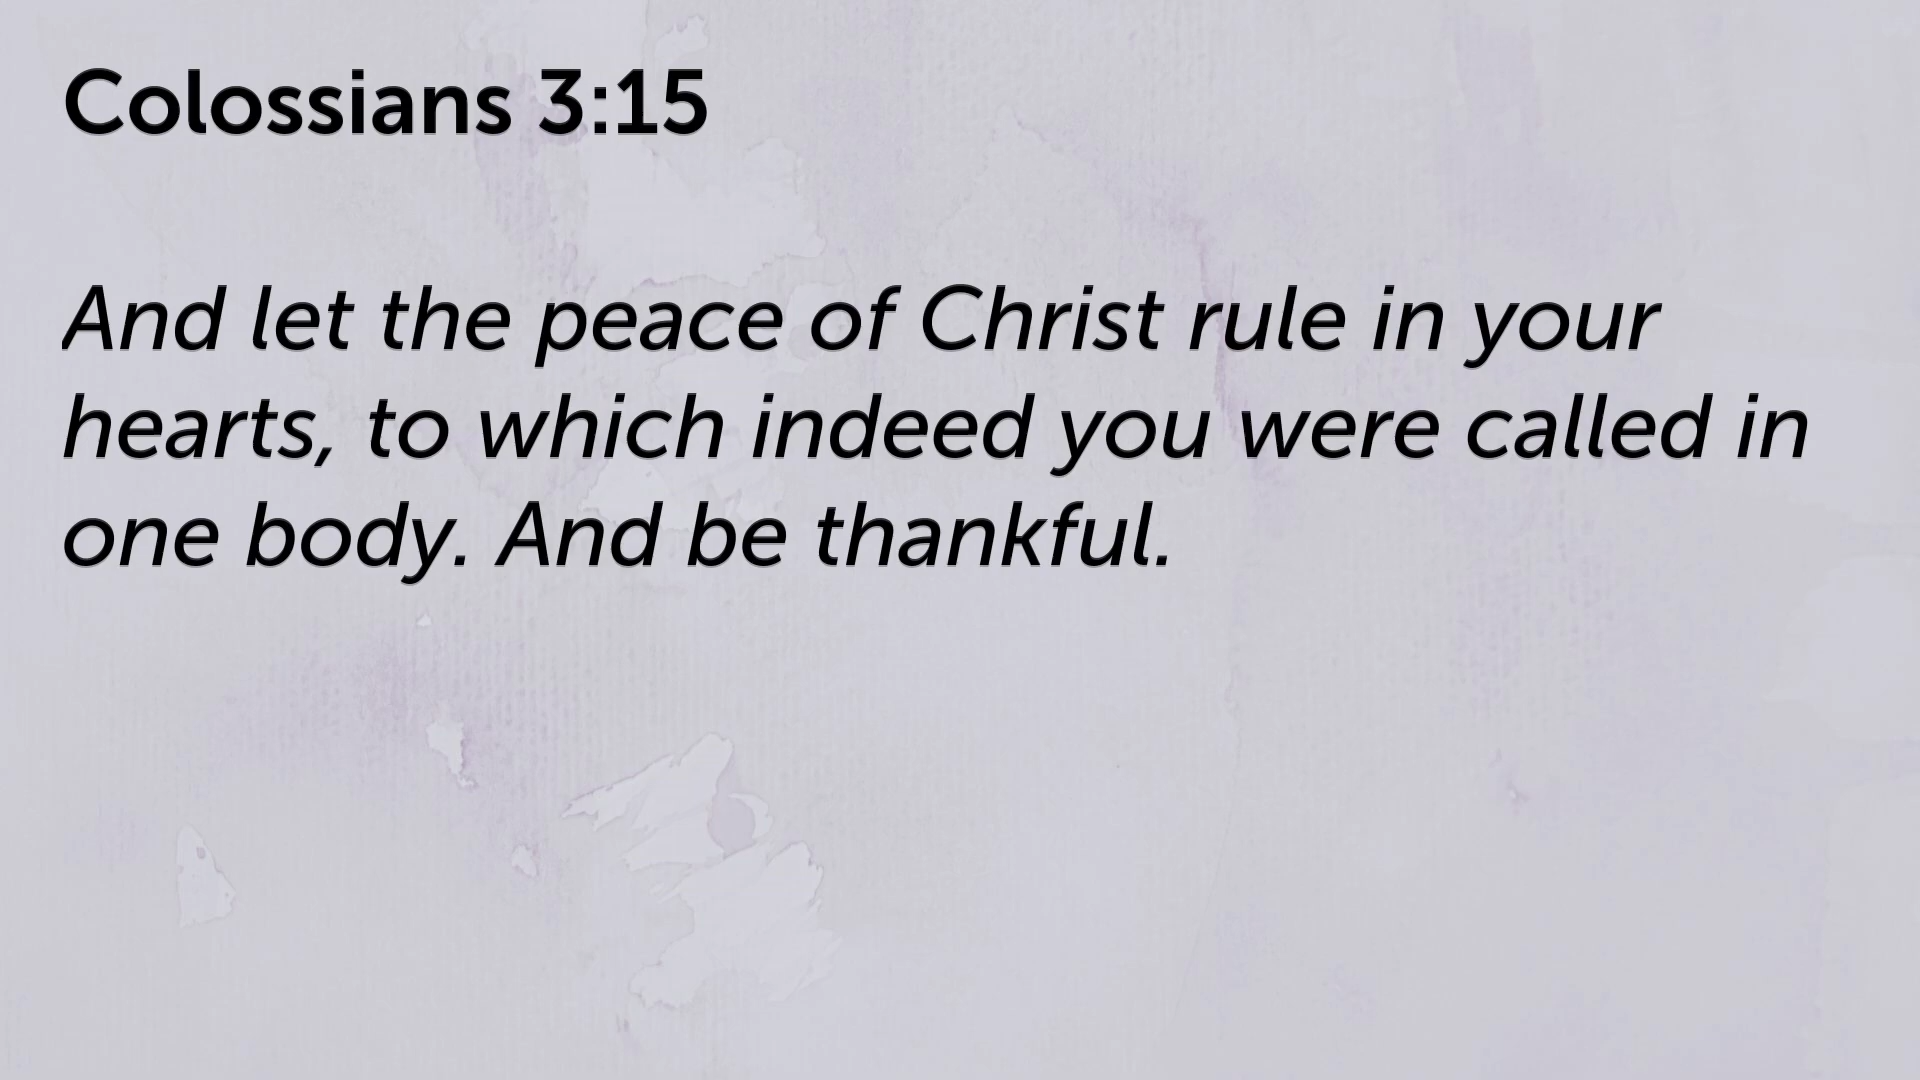 Colossians 3:15
And let the peace of Christ rule in your
hearts, to which indeed you were called in
one body. And be thankful.